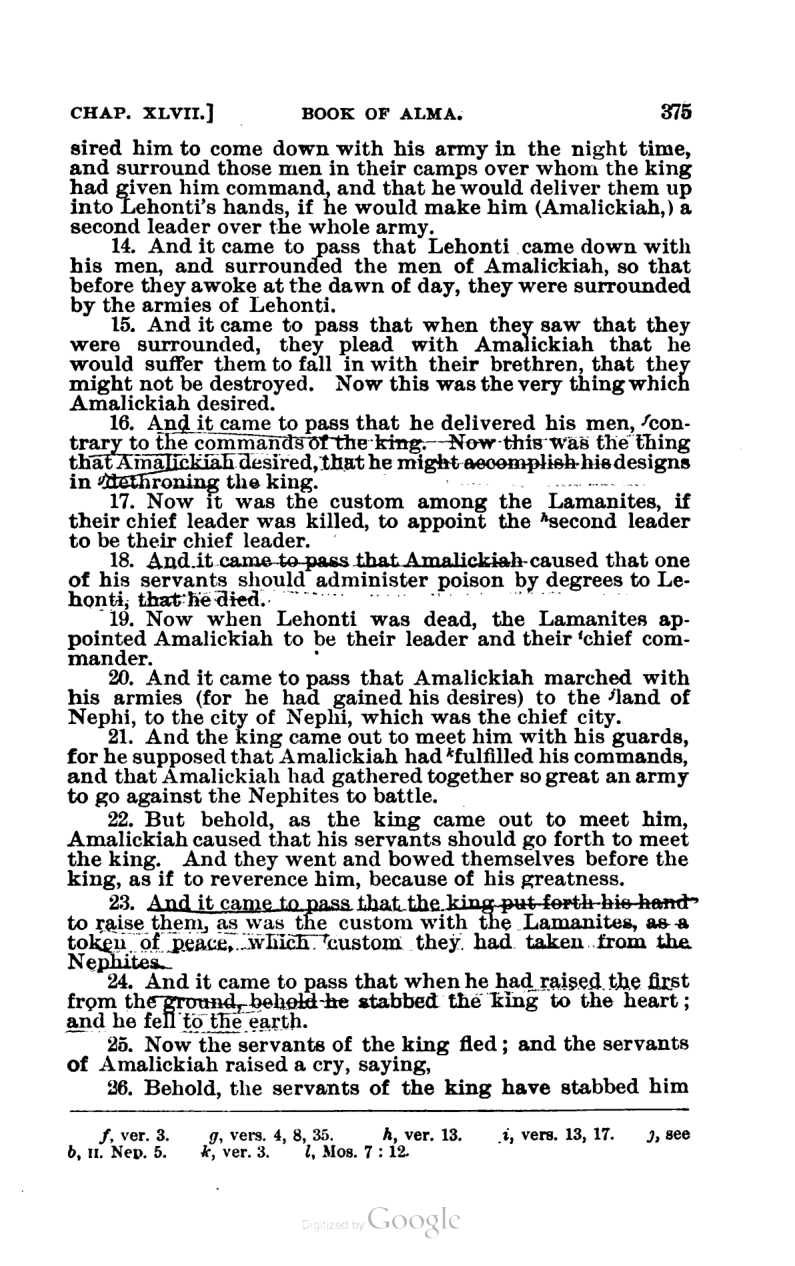 CHAP. XLVII.] BOOK OF ALMA. 375
sired him to come down with his army in the night time,
and surround those men in their camps over whom the king
had given him command, and that he would deliver them up
into Lehonti's hands, if he would make him (Amalickiah,) a
second leader over the whole army.
14. And it came to pass that Lehonti came down with
his men, and surrounded the men of Amalickiah, so that
before they awoke at the dawn of day, they were surrounded
by the armies of Lehonti.
15. And it came to pass that when they saw that they
were surrounded, they plead with Amalickiah that he
would suffer them to fall in with their brethren, that they
might not be destroyed. Now this was the very thing which
Amalickiah desired.
16. And it came to pass that he delivered his men, fcon-
trary to the commands of the king. Now this was the thing
that Amalickiah desired, that he might accomplish his designs
in gdethroning the king.
17. Now it was the custom among the Lamanites, if
their chief leader was killed, to appoint the hsecond leader
to be their chief leader.
18. And it came to pass that Amalickiah caused that one
of his servants should administer poison by degrees to Le-
honti, that he died.
19. Now when Lehonti was dead, the Lamanites ap-
pointed Amalickiah to be their leader and their ichief com-
mander.
20. And it came to pass that Amalickiah marched with
his armies (for he had gained his desires) to the jland of
Nephi, to the city of Nephi, which was the chief city.
21. And the king came out to meet him with his guards,
for he supposed that Amalickiah had kfulfilled his commands,
and that Amalickiah had gathered together so great an army
to go against the Nephites to battle.
22. But behold, as the king came out to meet him,
Amalickiah caused that his servants should go forth to meet
the king. And they went and bowed themselves before the
king, as if to reverence him, because of his greatness.
23. And it came to pass that the king put forth his hand
to raise them, as was the custom with the Lamanites, as a
token of peace, which lcustom they had taken from the
Nephites.
24. And it came to pass that when he had raised the first
from the ground, behold he stabbed the king to the heart;
and he fell to the earth.
25. Now the servants of the king fled; and the servants
of Amalickiah raised a cry, saying,
26. Behold, the servants of the king have stabbed him
f, ver. 3. g, vers. 4, 8, 35. h, ver. 13. i, vers. 13, 17. j, see
b, II. Nep. 5. k, ver. 3. l, Mos. 7 : 12.
Digitized by Google